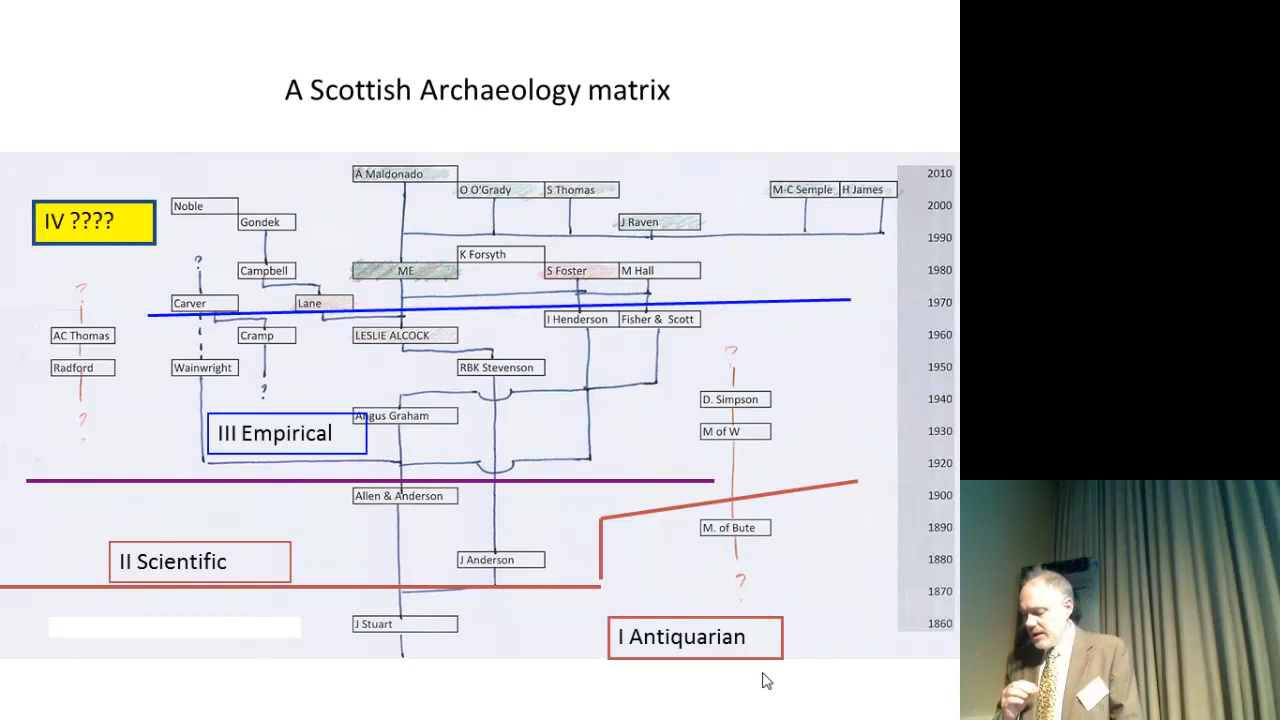 A Scottish Archaeology matrix
A Maldonado
2010
O O'Grady
S Thomas
M-C Semple
H James
Noble
2000
IV ????
Gondek
J Raven
1990
K Forsyth
?
Campbell
ME
S Foster
M Hall
1980
?
Carver
Lane
1970
I Henderson
Fisher & Scott
AC Thomas
Cramp
LESLIE ALCOCK
1960
?
Radford
Wainwright
RBK Stevenson
1950
?
D. Simpson
1940
?
Angus Graham
III Empirical
M of W
1930
1920
Allen & Anderson
1900
M. of Bute
1890
II Scientific
J Anderson
1880
?
1870
J Stuart
1860
I Antiquarian